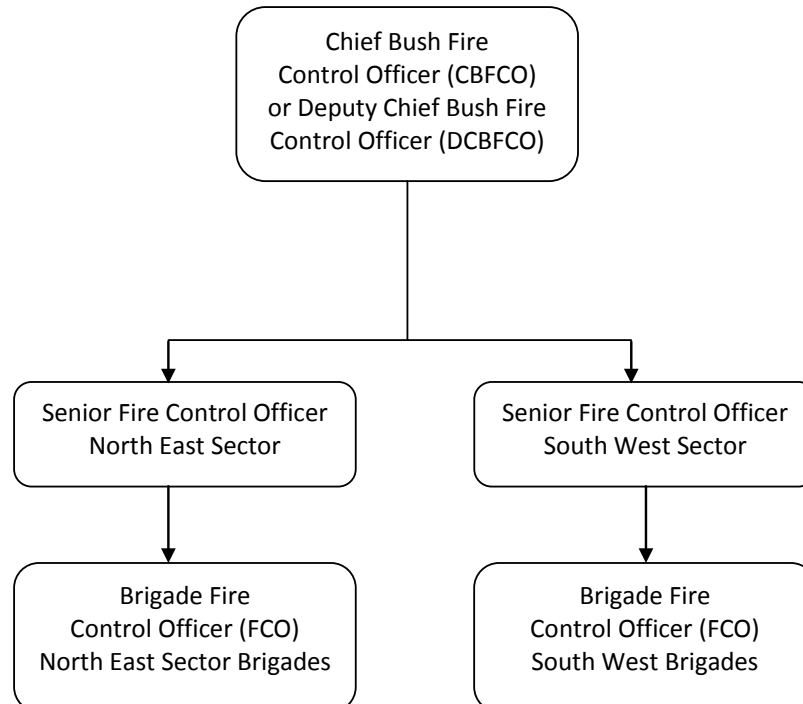 Chief Bush Fire
Control Officer (CBFCO)
or Deputy Chief Bush Fire
Control Officer (DCBFCO)
Senior Fire Control Officer
North East Sector
Senior Fire Control Officer
South West Sector
Brigade Fire
Control Officer (FCO)
North East Sector Brigades
Brigade Fire
Control Officer (FCO)
South West Brigades